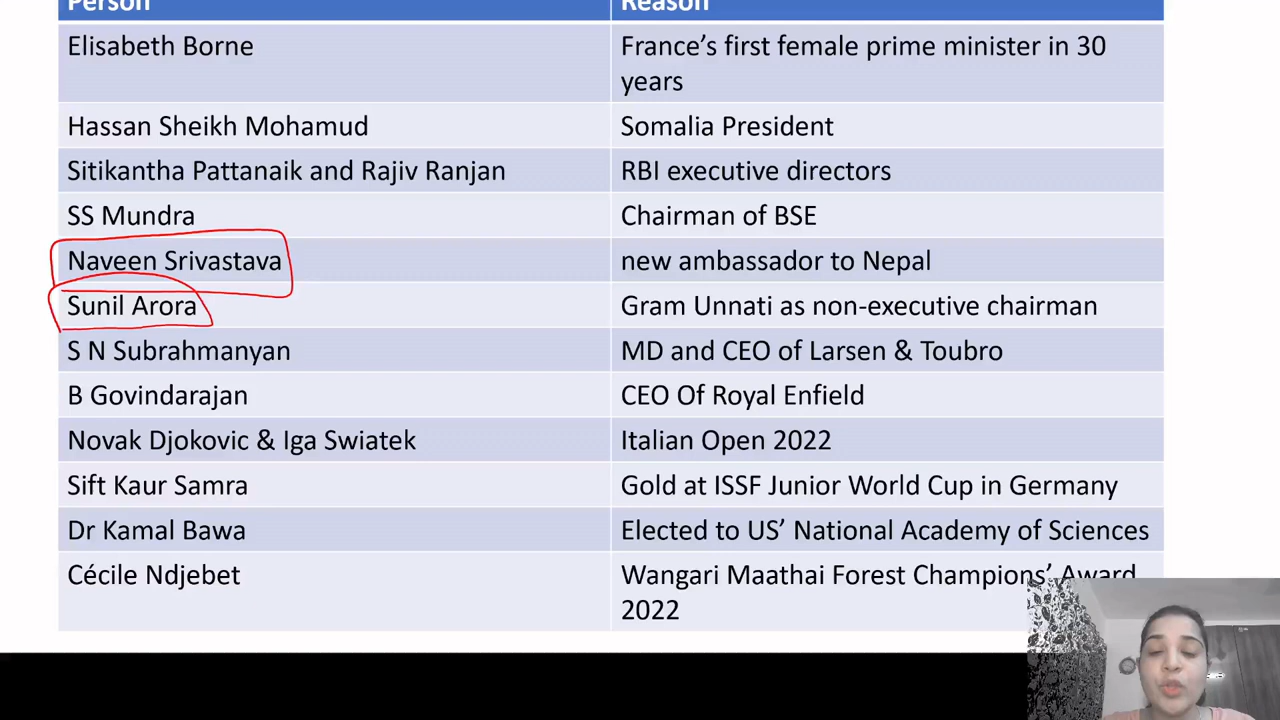 Person Reason
Elisabeth Borne France’s first female prime minister in 30
years
Hassan Sheikh Mohamud Somalia President
Sitikantha Pattanaik and Rajiv Ranjan RBI executive directors
SS Mundra Chairman of BSE
Naveen Srivastava new ambassador to Nepal
Sunil Arora Gram Unnati as non-executive chairman
S N Subrahmanyan MD and CEO of Larsen & Toubro
B Govindarajan CEO Of Royal Enfield
Novak Djokovic & Iga Swiatek Italian Open 2022
Sift Kaur Samra Gold at ISSF Junior World Cup in Germany
Dr Kamal Bawa Elected to US’ National Academy of Sciences
Cécile Ndjebet Wangari Maathai Forest Champions’ Award
2022